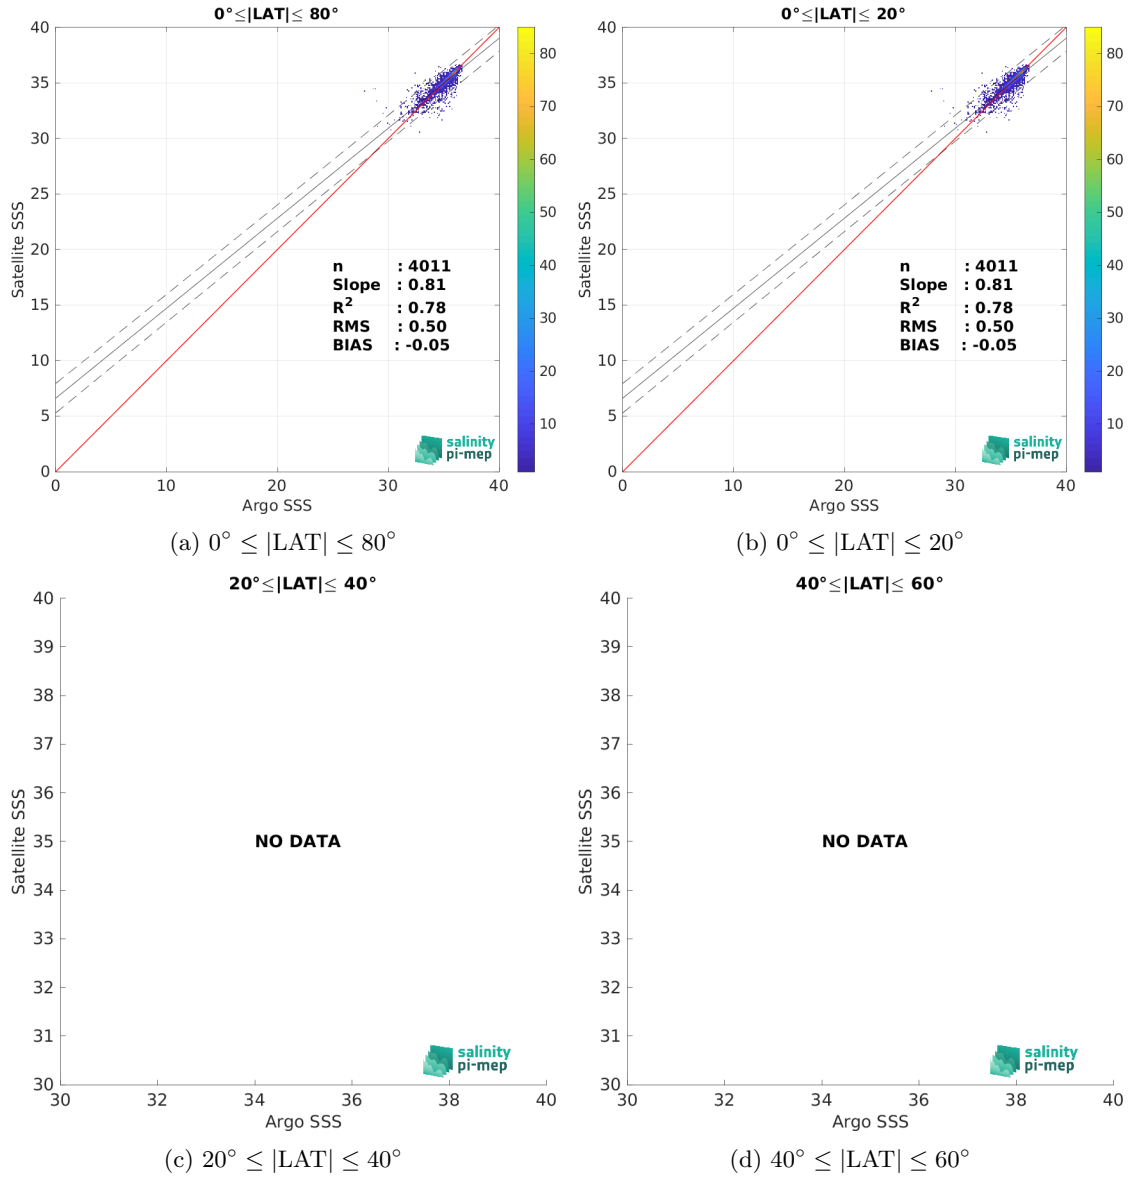 0°≤|LAT|≤ 80°
40
35
30
25
20
15
10
5
0
Satellite SSS
n : 4011
Slope : 0.81
R² : 0.78
RMS : 0.50
BIAS : -0.05
salinity
pi-mep
0 10 20 30 40
Argo SSS
80
70
60
50
40
30
20
10
(a) 0° ≤ |LAT| ≤ 80°
0°≤|LAT|≤ 20°
40
35
30
25
20
15
10
5
0
Satellite SSS
n : 4011
Slope : 0.81
R² : 0.78
RMS : 0.50
BIAS : -0.05
salinity
pi-mep
0 10 20 30 40
Argo SSS
80
70
60
50
40
30
20
10
(b) 0° ≤ |LAT| ≤ 20°
20°≤|LAT|≤ 40°
40
39
38
37
36
35
34
33
32
31
30
Satellite SSS
NO DATA
salinity
pi-mep
30 32 34 36 38 40
Argo SSS
(c) 20° ≤ |LAT| ≤ 40°
40°≤|LAT|≤ 60°
40
39
38
37
36
35
34
33
32
31
30
Satellite SSS
NO DATA
salinity
pi-mep
30 32 34 36 38 40
Argo SSS
(d) 40° ≤ |LAT| ≤ 60°